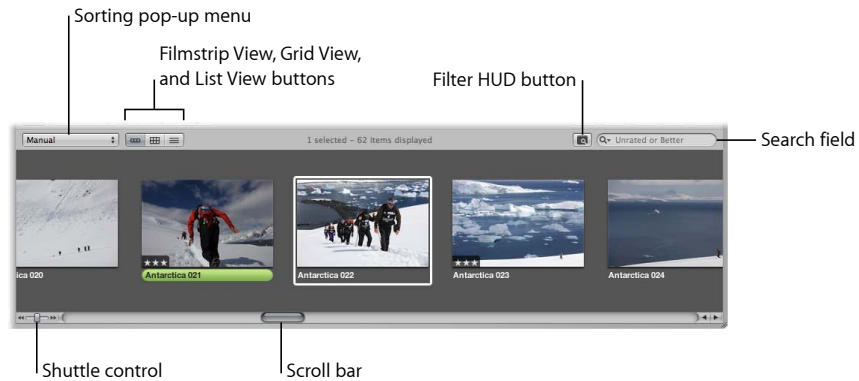 Sorting pop-up menu
Filmstrip View, Grid View,
and List View buttons
Filter HUD button
Manual
1 selected – 62 items displayed
Unrated or Better
Search field
ica 020
Antarctica 021
Antarctica 022
Antarctica 023
Antarctica 024
Shuttle control
Scroll bar